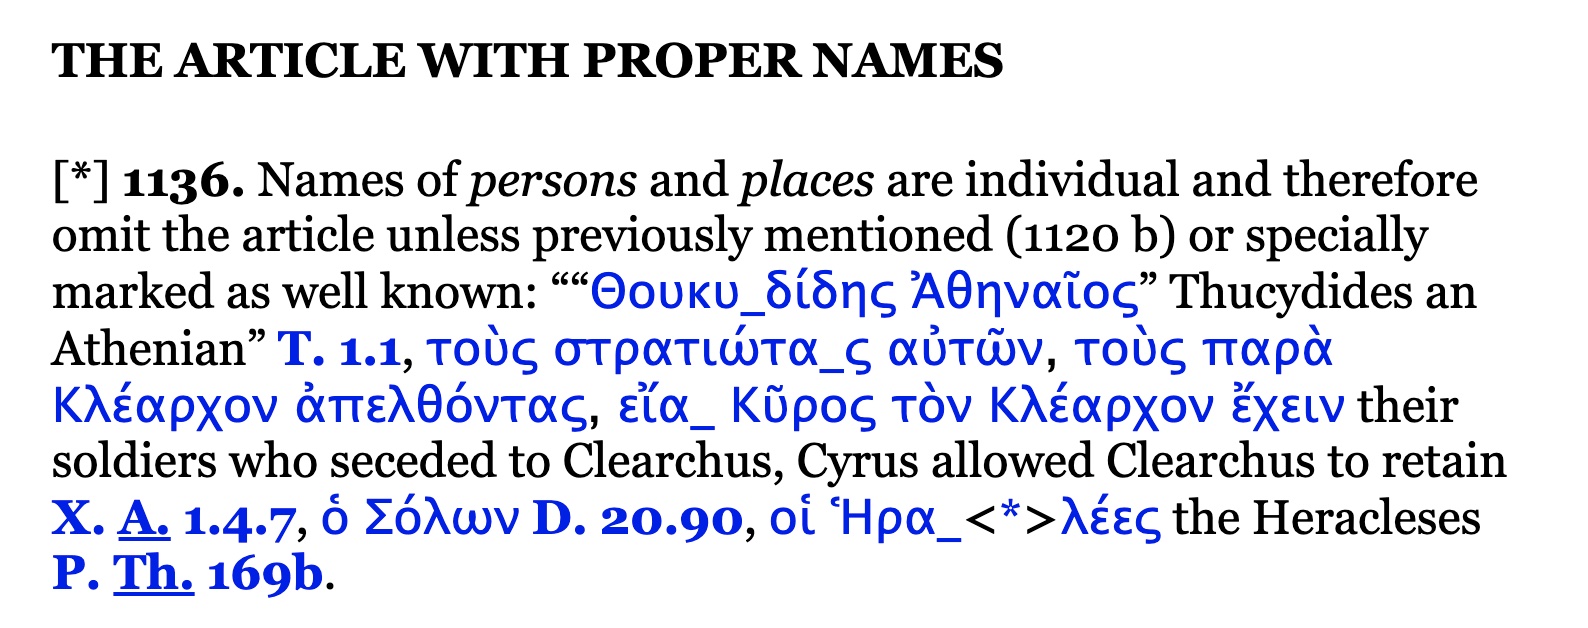 THE ARTICLE WITH PROPER NAMES
[*] 1136. Names of persons and places are individual and therefore
omit the article unless previously mentioned (1120 b) or specially
marked as well known: ““Θουκυ_δίδης Ἀθηναῖος” Thucydides an
Athenian” T. 1.1, τοὺς στρατιώτα_ς αὐτῶν, τοὺς παρὰ
Κλέαρχον ἀπελθόντας, εἴα_ Κῦρος τὸν Κλέαρχον ἔχειν their
soldiers who seceded to Clearchus, Cyrus allowed Clearchus to retain
X. A. 1.4.7, ὁ Σόλων D. 20.90, οἱ Ἡρα_<*>λέες the Heracleses
P. Th. 169b.